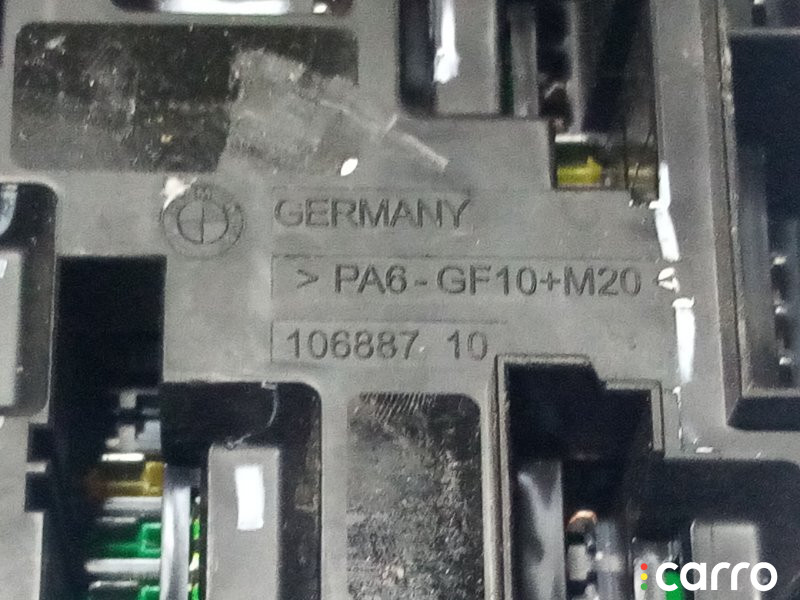 GERMANY
> PA6-GF10+M20 <
106887 10
carro